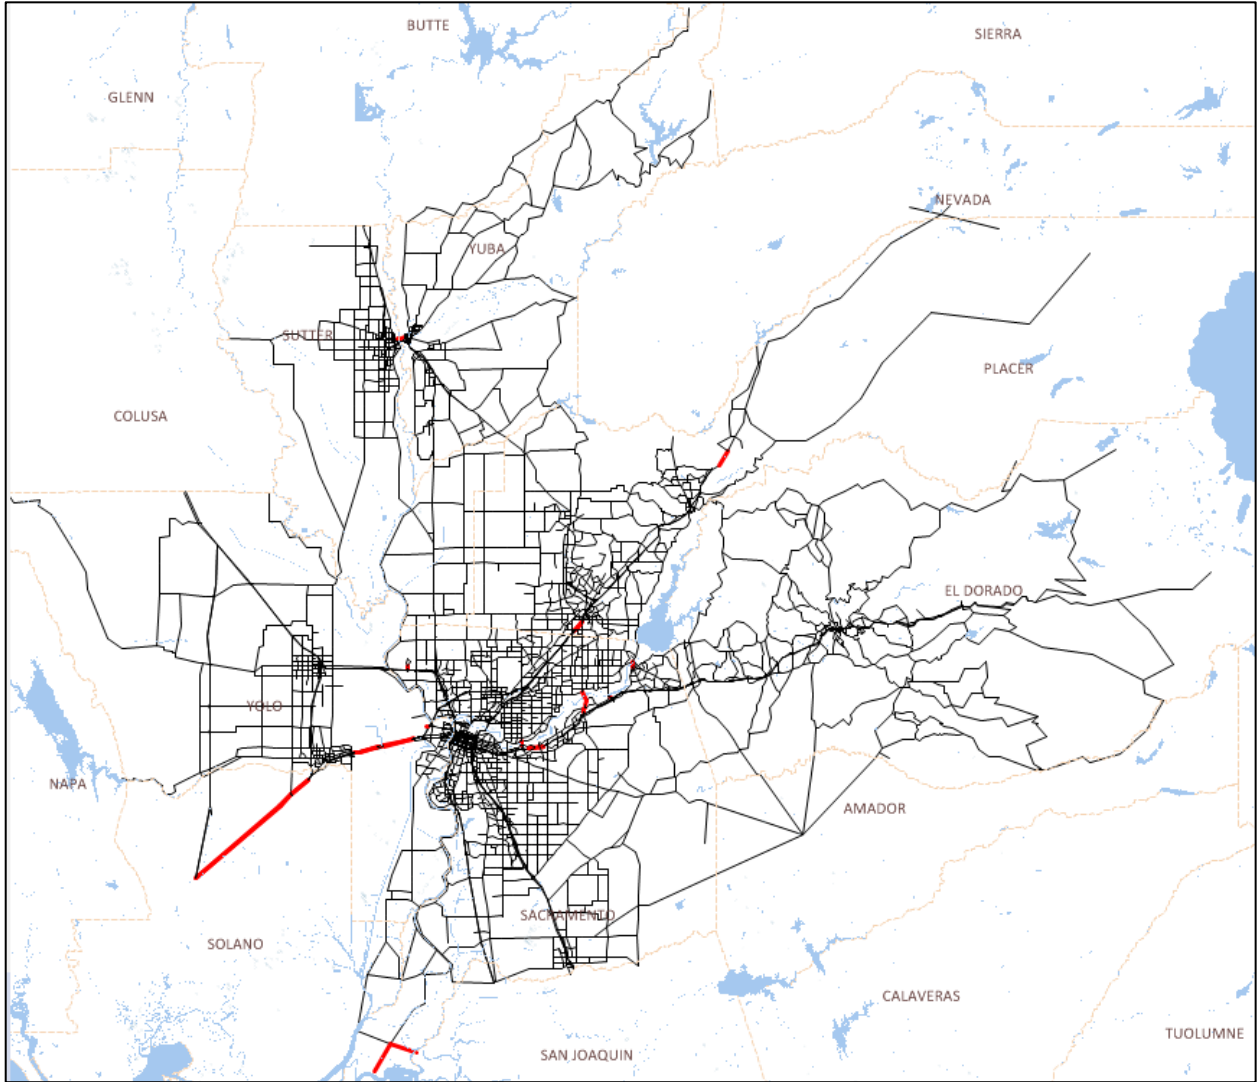 BUTTE
SIERRA
GLENN
NEVADA
YUBA
SUTTER
PLACER
COLUSA
EL DORADO
YOLO
NAPA
AMADOR
SACRAMENTO
SOLANO
CALAVERAS
TUOLUMNE
SAN JOAQUIN